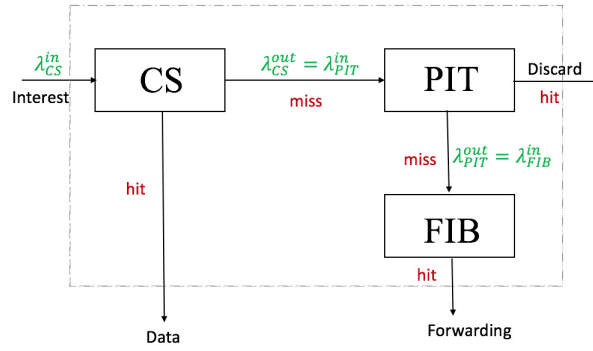 λ_CS^in
Interest
CS
λ_CS^out = λ_PIT^in
miss
PIT
Discard
hit
hit
miss
λ_PIT^out = λ_FIB^in
FIB
hit
Data
Forwarding